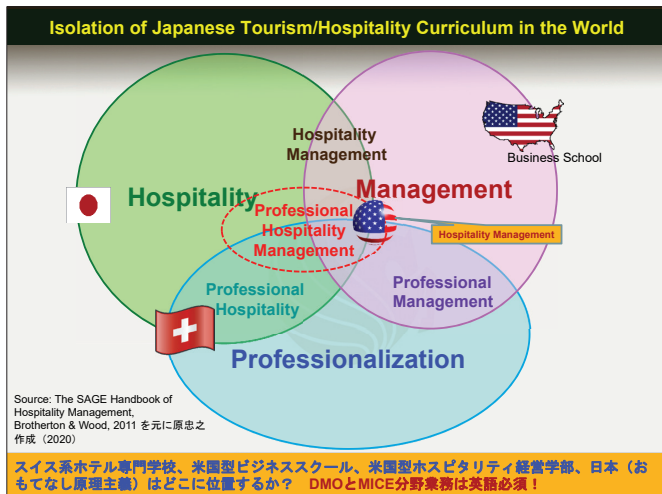 Isolation of Japanese Tourism/Hospitality Curriculum in the World
Hospitality
Management
Business School
Hospitality
Management
Professional
Hospitality
Management
Hospitality Management
Professional
Hospitality
Professional
Management
Professionalization
Source: The SAGE Handbook of
Hospitality Management,
Brotherton & Wood, 2011 を元に原忠之
作成（2020）
スイス系ホテル専門学校、米国型ビジネススクール、米国型ホスピタリティ経営学部、日本（お
もてなし原理主義）はどこに位置するか？ DMOとMICE分野業務は英語必須！